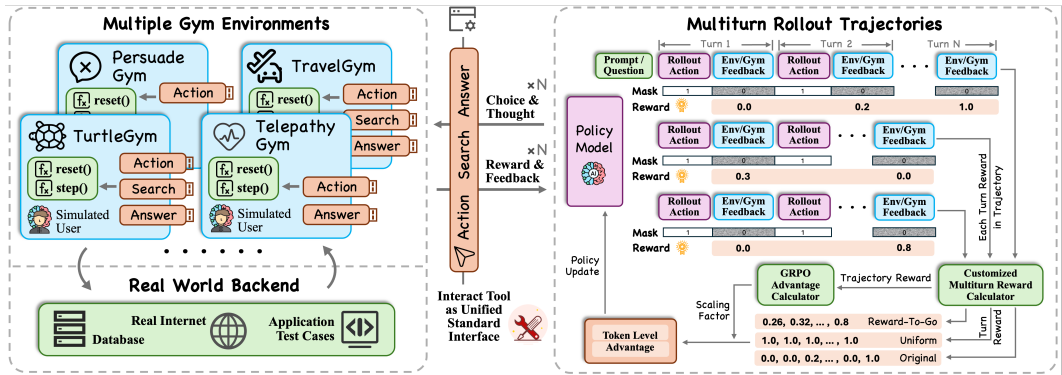 Multiple Gym Environments
Persuade
Gym
reset()
Action
TravelGym
reset()
Action
Search
Answer
TurtleGym
reset()
step()
Simulated
User
Action
Search
Answer
Telepathy
Gym
reset()
step()
Simulated
User
Action
Answer
. . . . . .
Real World Backend
Database
Real Internet
Application
Test Cases
Action Search Answer
×N
Choice &
Thought
×N
Reward &
Feedback
Interact Tool
as Unified
Standard
Interface
Multiturn Rollout Trajectories
Turn 1
Turn 2
Turn N
Prompt /
Question
Rollout
Action
Env/Gym
Feedback
Rollout
Action
Env/Gym
Feedback
. . .
Env/Gym
Feedback
Mask
1 0 1 0 0
Reward
0.0 0.2 1.0
Policy
Model
AI
Rollout
Action
Env/Gym
Feedback
Rollout
Action
. . .
Env/Gym
Feedback
Mask
1 0 1 0
Reward
0.3 0.0
Rollout
Action
Env/Gym
Feedback
Rollout
Action
. . .
Env/Gym
Feedback
Mask
1 0 1 0
Reward
0.0 0.8
Each Turn Reward
in Trajectory
Policy
Update
GRPO
Advantage
Calculator
Trajectory Reward
Customized
Multiturn Reward
Calculator
Scaling
Factor
Turn
Reward
Token Level
Advantage
0.26, 0.32, ... , 0.8 Reward-To-Go
1.0, 1.0, 1.0, ... , 1.0 Uniform
0.0, 0.0, 0.2, ... , 0.0, 1.0 Original